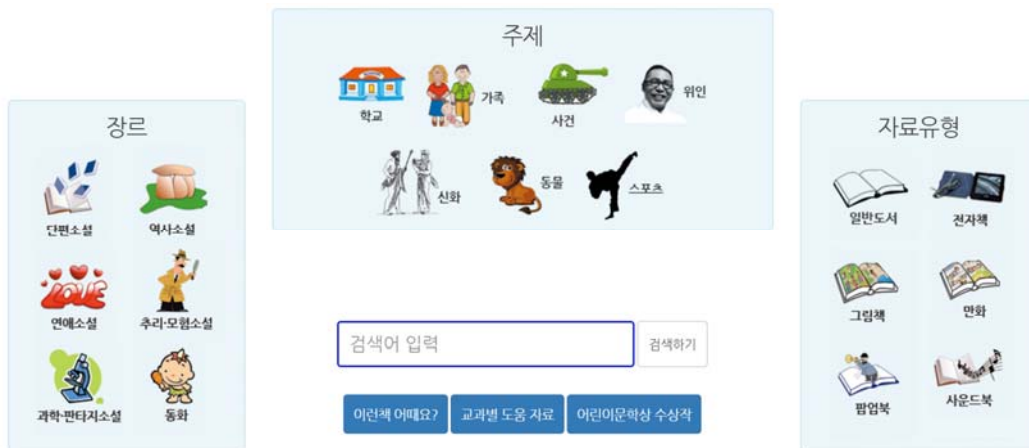 주제
학교
가족
사건
위인
신화
동물
스포츠
장르
단편소설
역사소설
LOVE
연애소설
추리·모험소설
과학·판타지소설
동화
자료유형
일반도서
전자책
그림책
만화
팝업북
사운드북
검색어 입력
검색하기
이런책 어때요?
교과별 도움 자료
어린이문학상 수상작